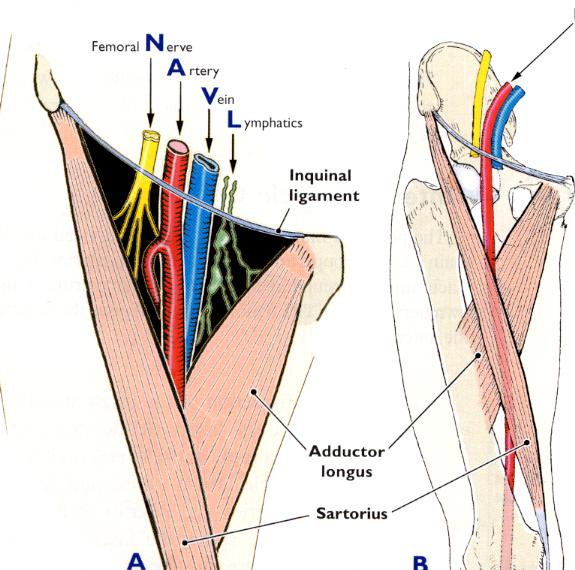 Femoral Nerve
Artery
Vein
Lymphatics
Inquinal
ligament
Adductor
longus
Sartorius
A
B